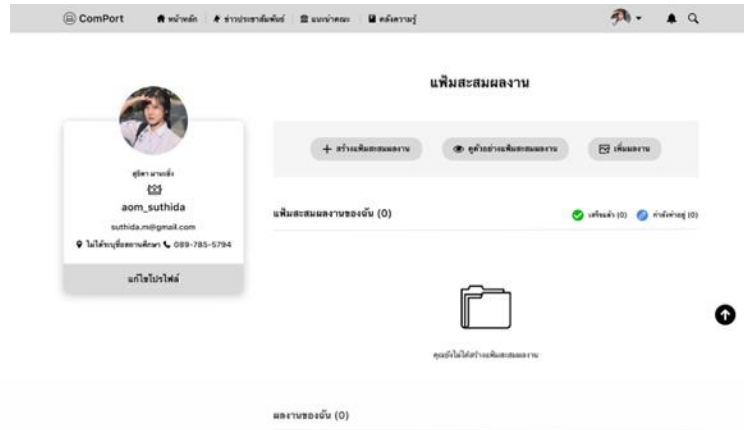 ComPort หน้าหลัก ข่าวประชาสัมพันธ์ แนะนำคณะ คลังความรู้
แฟ้มสะสมผลงาน
สร้างแฟ้มสะสมผลงาน ดูตัวอย่างแฟ้มสะสมผลงาน เพิ่มผลงาน
สุธิดา
aom_suthida
suthida.m@gmail.com
ไม่ได้ระบุชื่อสถานศึกษา 089-785-5794
แก้ไขโปรไฟล์
แฟ้มสะสมผลงานของฉัน (0) เสร็จแล้ว (0) กำลังทำอยู่ (0)
คุณยังไม่ได้สร้างแฟ้มสะสมผลงาน
ผลงานของฉัน (0)